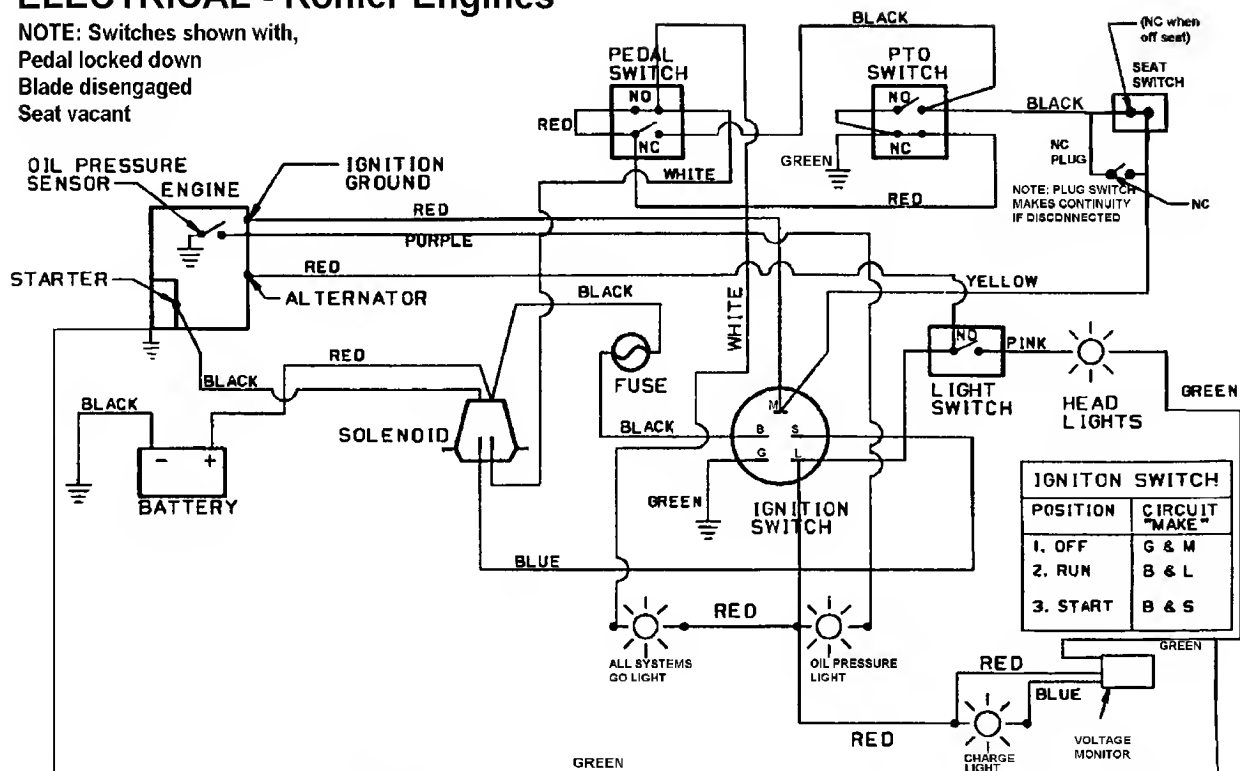 ELECTRICAL - Kohler Engines
NOTE: Switches shown with,
Pedal locked down
Blade disengaged
Seat vacant
BLACK
(NC when
off seat)
PEDAL
SWITCH
PTO
SWITCH
SEAT
SWITCH
NO
NO
RED
BLACK
NC
NC
NC
PLUG
GREEN
OIL PRESSURE
SENSOR
IGNITION
GROUND
WHITE
ENGINE
RED
NOTE: PLUG SWITCH
MAKES CONTINUITY
IF DISCONNECTED
NC
RED
PURPLE
RED
STARTER
ALTERNATOR
BLACK
YELLOW
WHITE
NO
PINK
RED
FUSE
BLACK
LIGHT
SWITCH
HEAD
LIGHTS
GREEN
BLACK
M
SOLENOID
BLACK
B
S
G
L
- +
BATTERY
GREEN
IGNITION
SWITCH
IGNITON SWITCH
POSITION
CIRCUIT
"MAKE"
1. OFF
G & M
2. RUN
B & L
3. START
B & S
BLUE
RED
ALL SYSTEMS
GO LIGHT
OIL PRESSURE
LIGHT
GREEN
RED
BLUE
RED
VOLTAGE
MONITOR
CHARGE
LIGHT
GREEN